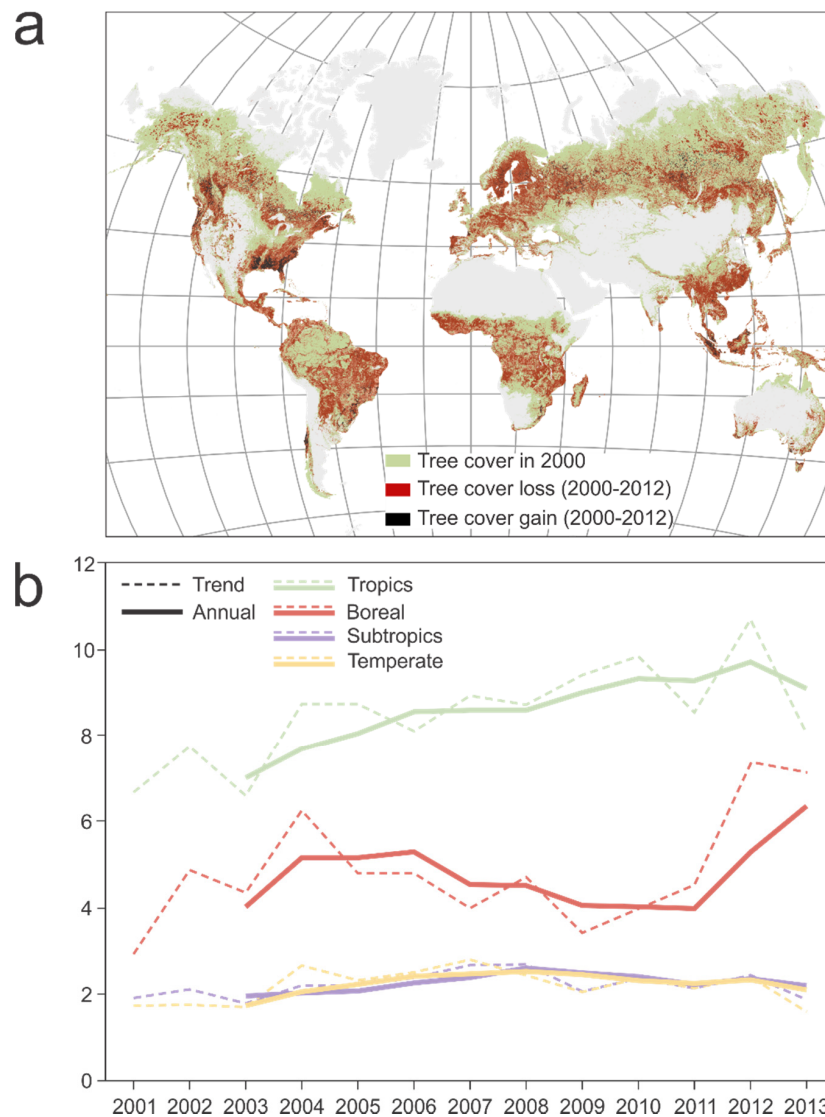 a
Tree cover in 2000
Tree cover loss (2000-2012)
Tree cover gain (2000-2012)
b
12
10
8
6
4
2
0
Trend
Annual
Tropics
Boreal
Subtropics
Temperate
2001 2002 2003 2004 2005 2006 2007 2008 2009 2010 2011 2012 2013